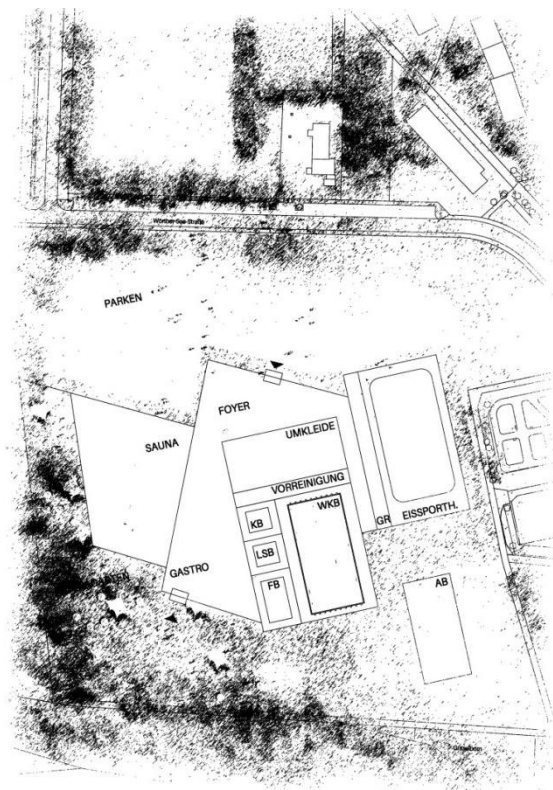 PARKEN
FOYER
SAUNA
UMKLEIDE
VORREINIGUNG
WKB
KB
GR EISSPORTH.
LSB
GASTRO
FB
AB